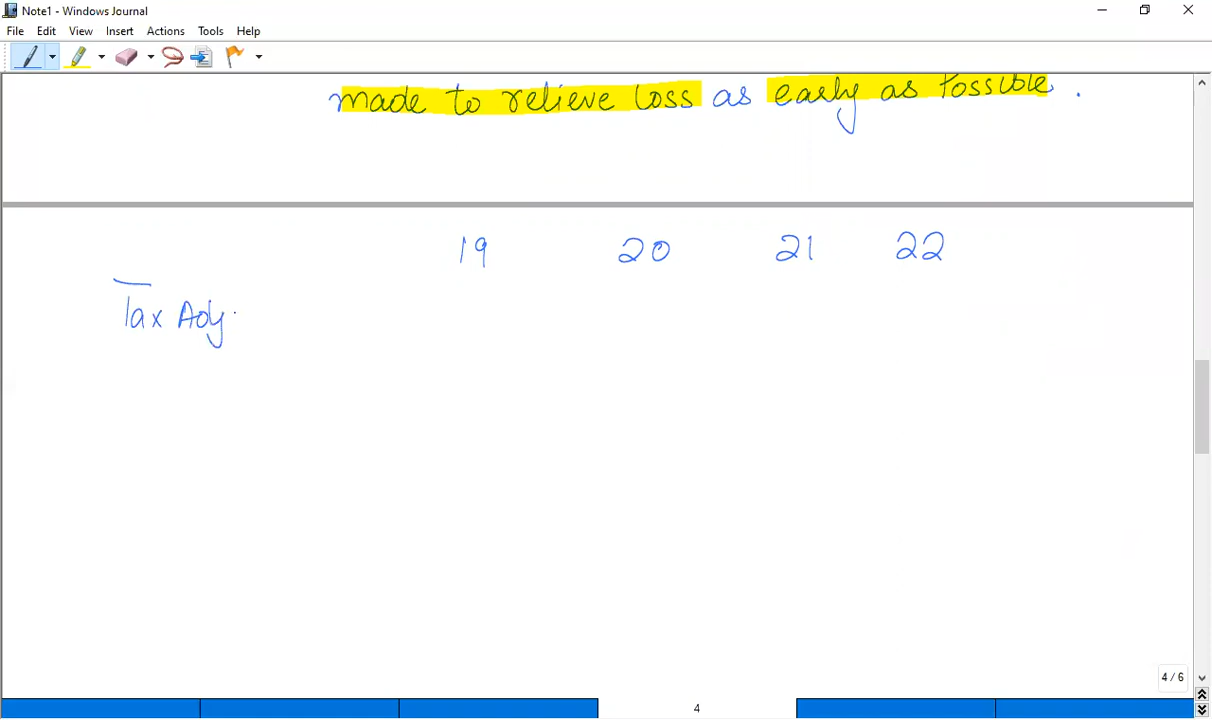 Note1 - Windows Journal
File Edit View Insert Actions Tools Help
made to relieve loss as early as Possible.
19 20 21 22
Tax Adj.
4 / 6
4